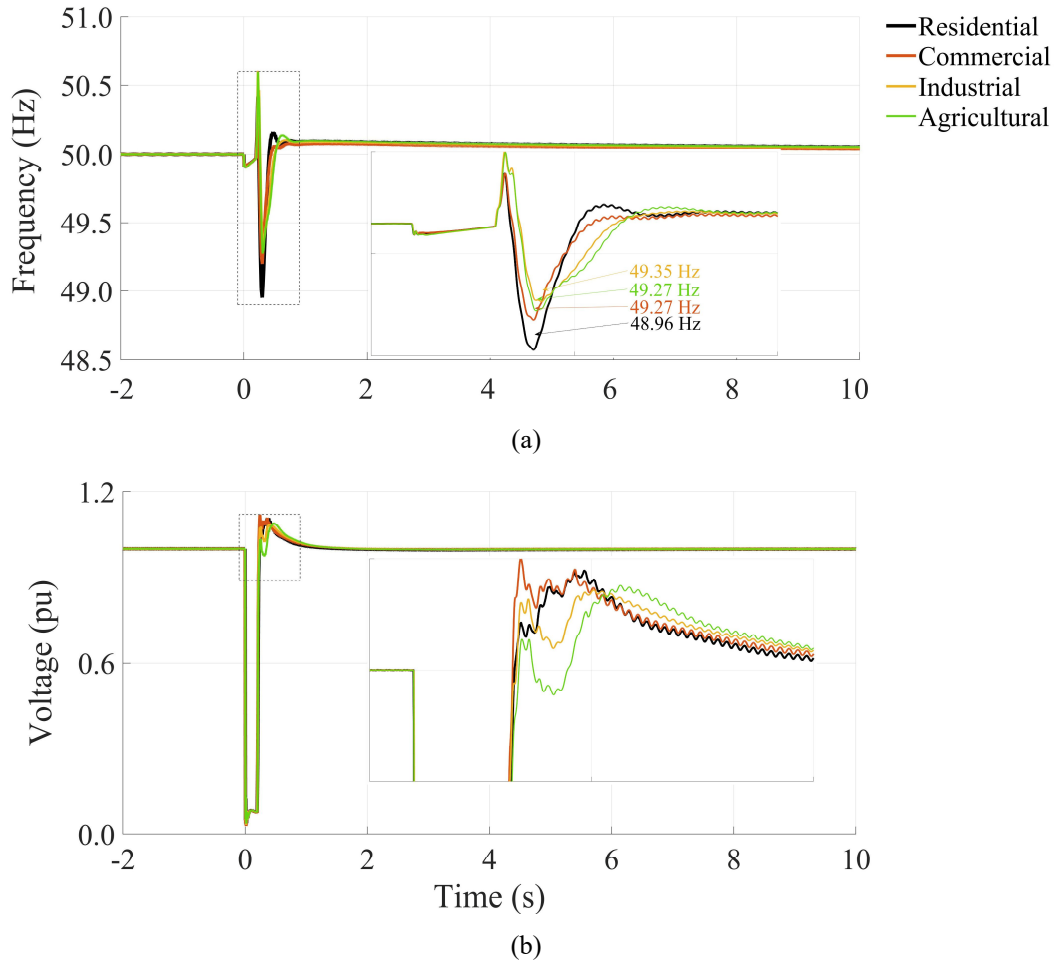 51.0
50.5
50.0
49.5
49.0
48.5
Frequency (Hz)
Residential
Commercial
Industrial
Agricultural
49.35 Hz
49.27 Hz
49.27 Hz
48.96 Hz
-2
0
2
4
6
8
10
(a)
1.2
0.6
0.0
Voltage (pu)
-2
0
2
4
6
8
10
Time (s)
(b)